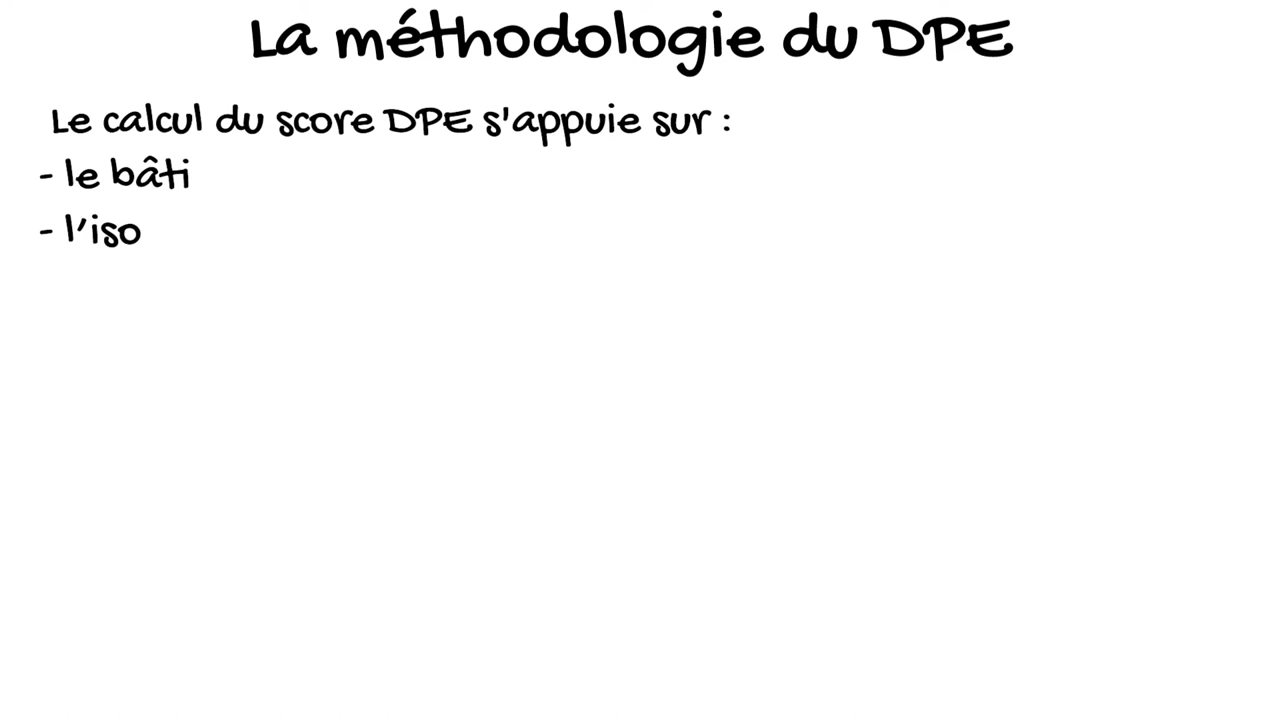 La méthodologie du DPE
Le calcul du score DPE s'appuie sur :
- le bâti
- l'iso